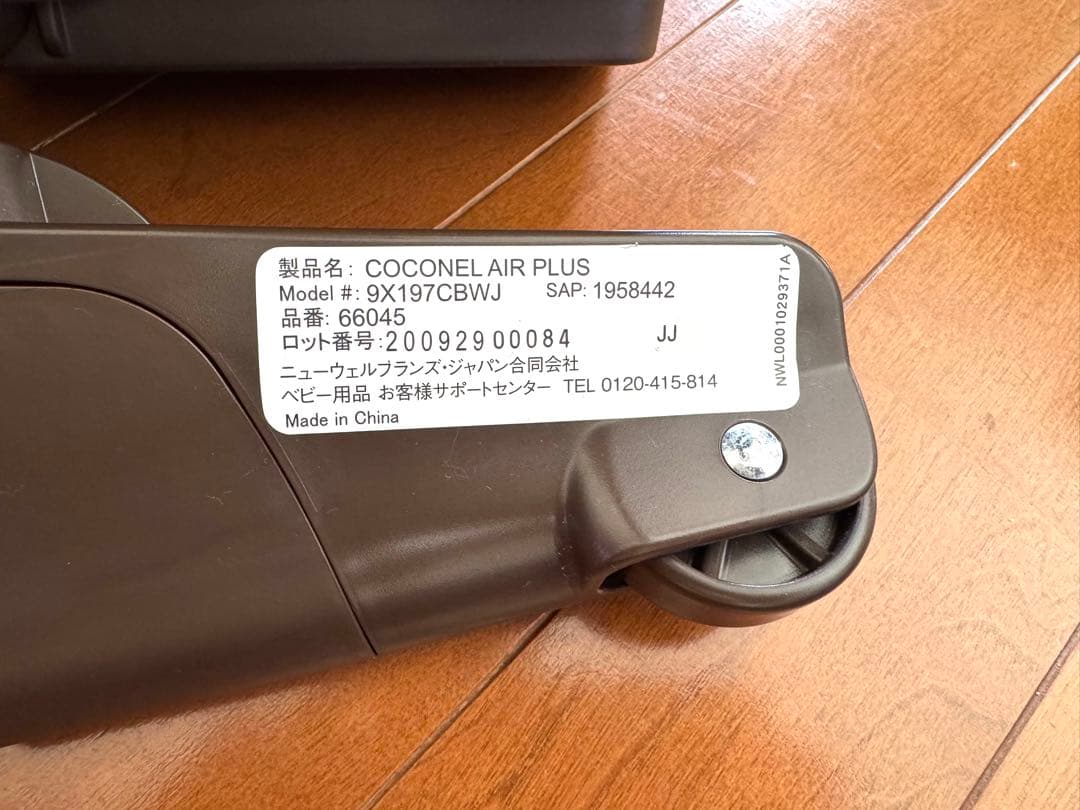 製品名: COCONEL AIR PLUS
Model #: 9X197CBWJ SAP: 1958442
品番: 66045
ロット番号:20092900084 JJ
ニューウェルブランズ・ジャパン合同会社
ベビー用品 お客様サポートセンター TEL 0120-415-814
Made in China
NWL0001029371A